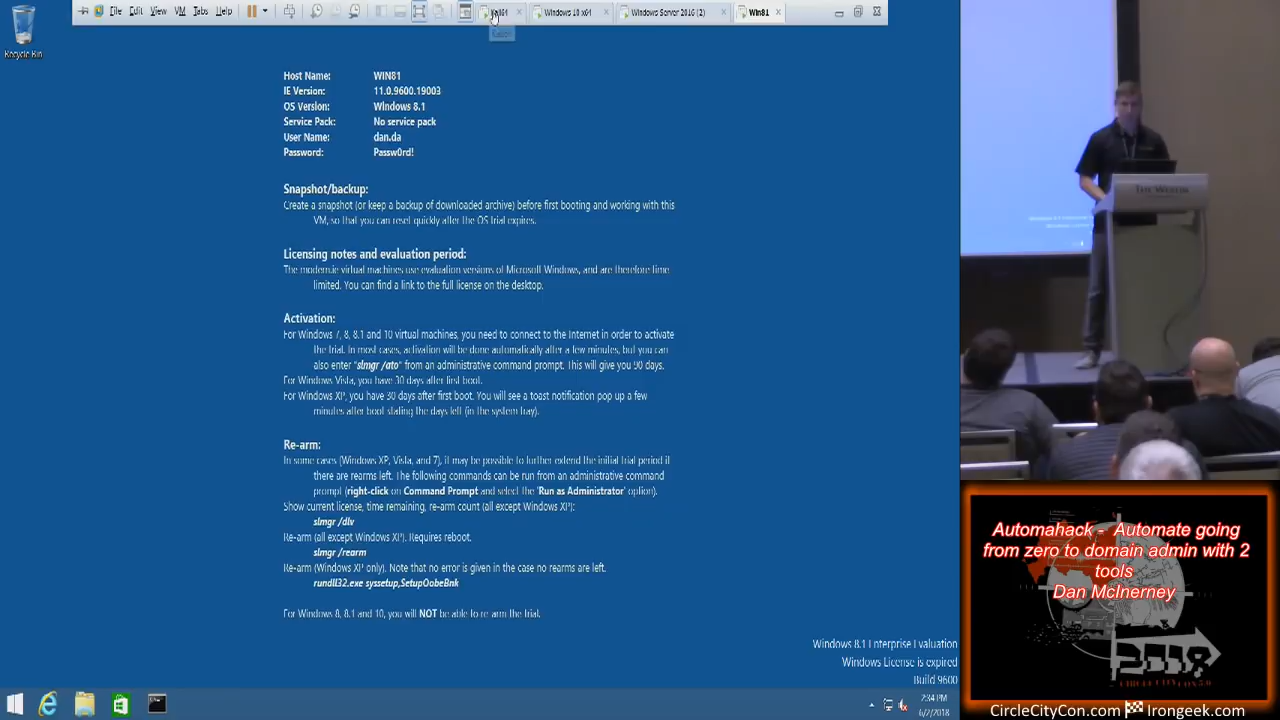 File Edit View VM Tabs Help
Kali64
Windows 10 x64
Windows Server 2016 (2)
Win81
Recycle Bin
Host Name: WIN81
IE Version: 11.0.9600.19003
OS Version: Windows 8.1
Service Pack: No service pack
User Name: dan.da
Password: Passw0rd!
Snapshot/backup:
Create a snapshot (or keep a backup of downloaded archive) before first booting and working with this
VM, so that you can reset quickly after the OS trial expires.
Licensing notes and evaluation period:
The modern.ie virtual machines use evaluation versions of Microsoft Windows, and are therefore time
limited. You can find a link to the full license on the desktop.
Activation:
For Windows 7, 8, 8.1 and 10 virtual machines, you need to connect to the Internet in order to activate
the trial. In most cases, activation will be done automatically after a few minutes, but you can
also enter "slmgr /ato" from an administrative command prompt. This will give you 90 days.
For Windows Vista, you have 30 days after first boot.
For Windows XP, you have 30 days after first boot. You will see a toast notification pop up a few
minutes after boot stating the days left (in the system tray).
Re-arm:
In some cases (Windows XP, Vista, and 7), it may be possible to further extend the initial trial period if
there are rearms left. The following commands can be run from an administrative command
prompt (right-click on Command Prompt and select the 'Run as Administrator' option).
Show current license, time remaining, re-arm count (all except Windows XP):
slmgr /dlv
Re-arm (all except Windows XP). Requires reboot.
slmgr /rearm
Re-arm (Windows XP only). Note that no error is given in the case no rearms are left.
rundll32.exe syssetup,SetupOobeBnk
For Windows 8, 8.1 and 10, you will NOT be able to re-arm the trial.
Windows 8.1 Enterprise Evaluation
Windows License is expired
Build 9600
2:34 PM
6/2/2018
Automahack - Automate going
from zero to domain admin with 2
tools
Dan McInerney
2018
CIRCLE CITY CON 5.0
CircleCityCon.com Irongeek.com